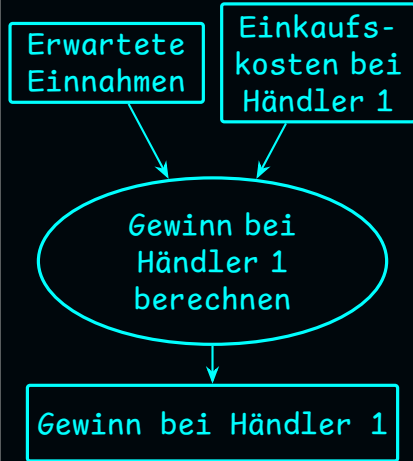 Erwartete
Einnahmen
Einkaufs-
kosten bei
Händler 1
Gewinn bei
Händler 1
berechnen
Gewinn bei Händler 1